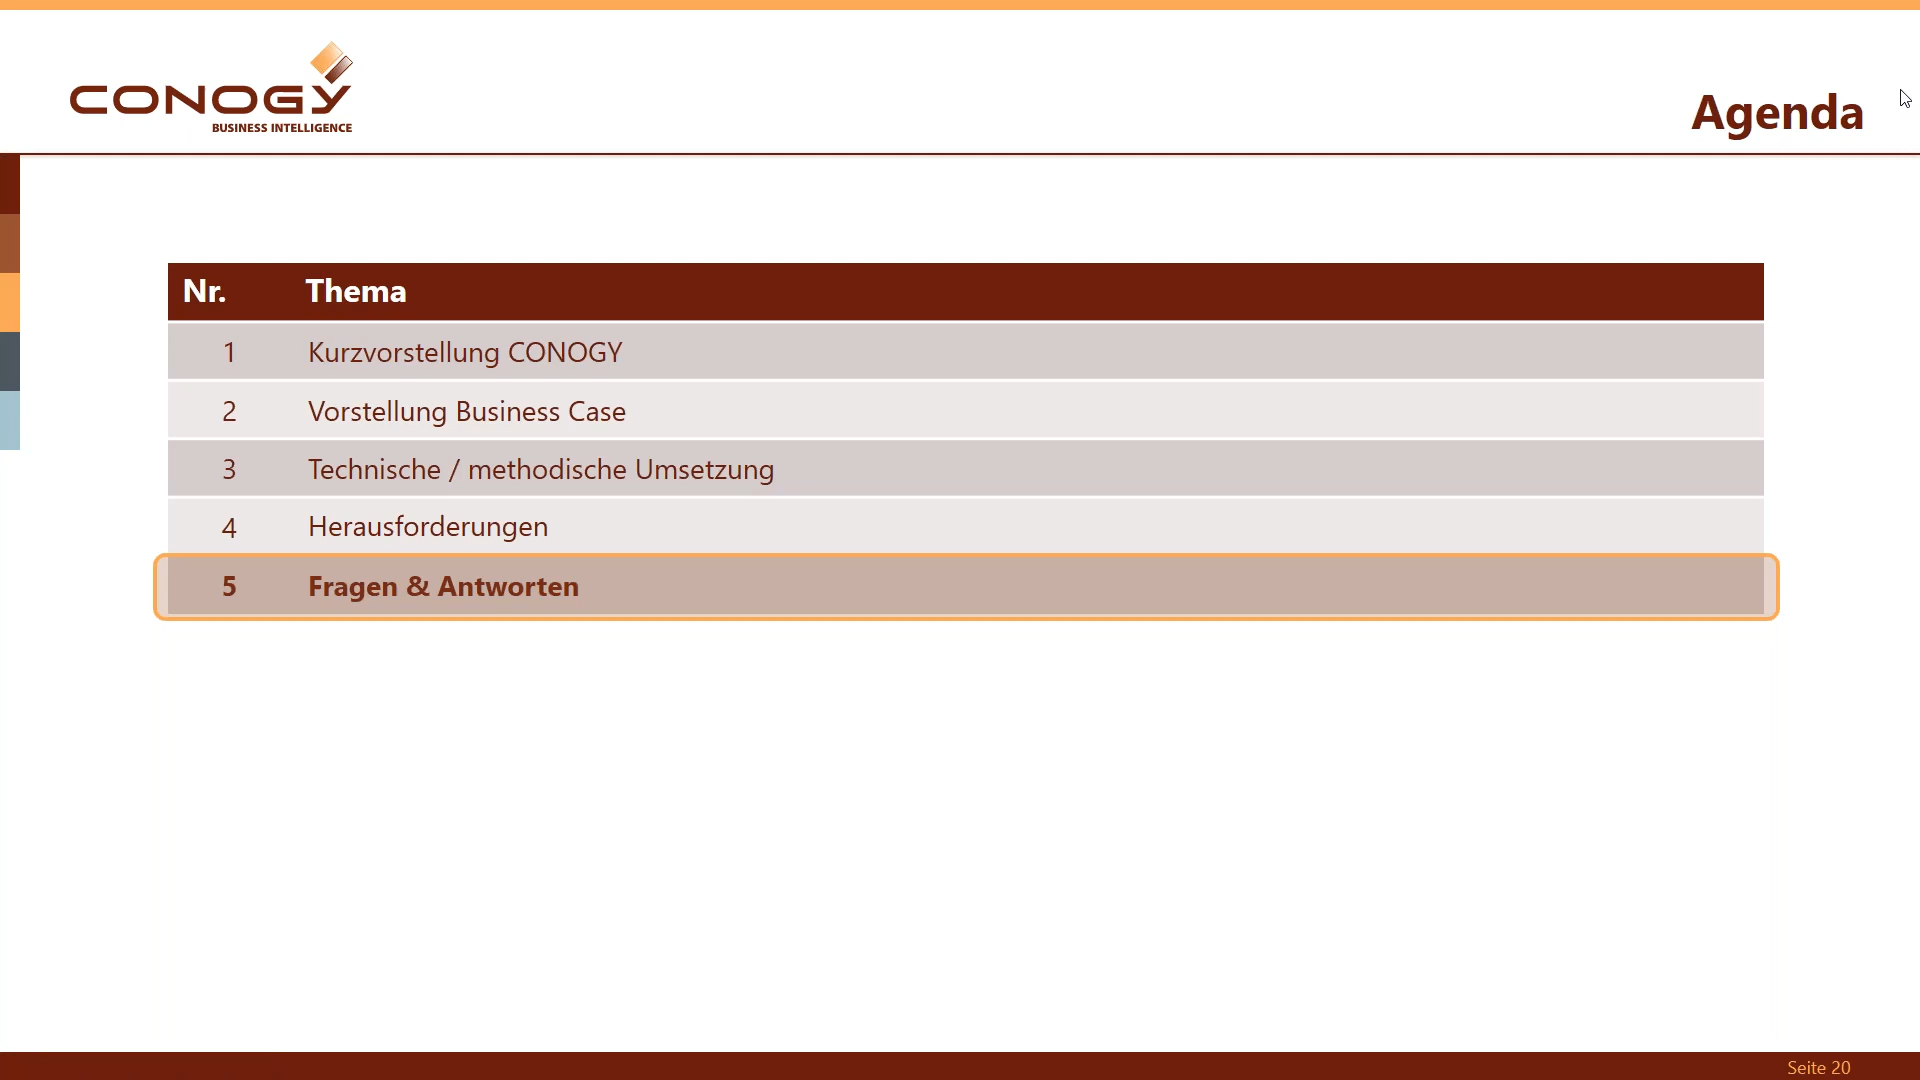 CONOGY
BUSINESS INTELLIGENCE
Agenda
Nr. Thema
1 Kurzvorstellung CONOGY
2 Vorstellung Business Case
3 Technische / methodische Umsetzung
4 Herausforderungen
5 Fragen & Antworten
Seite 20